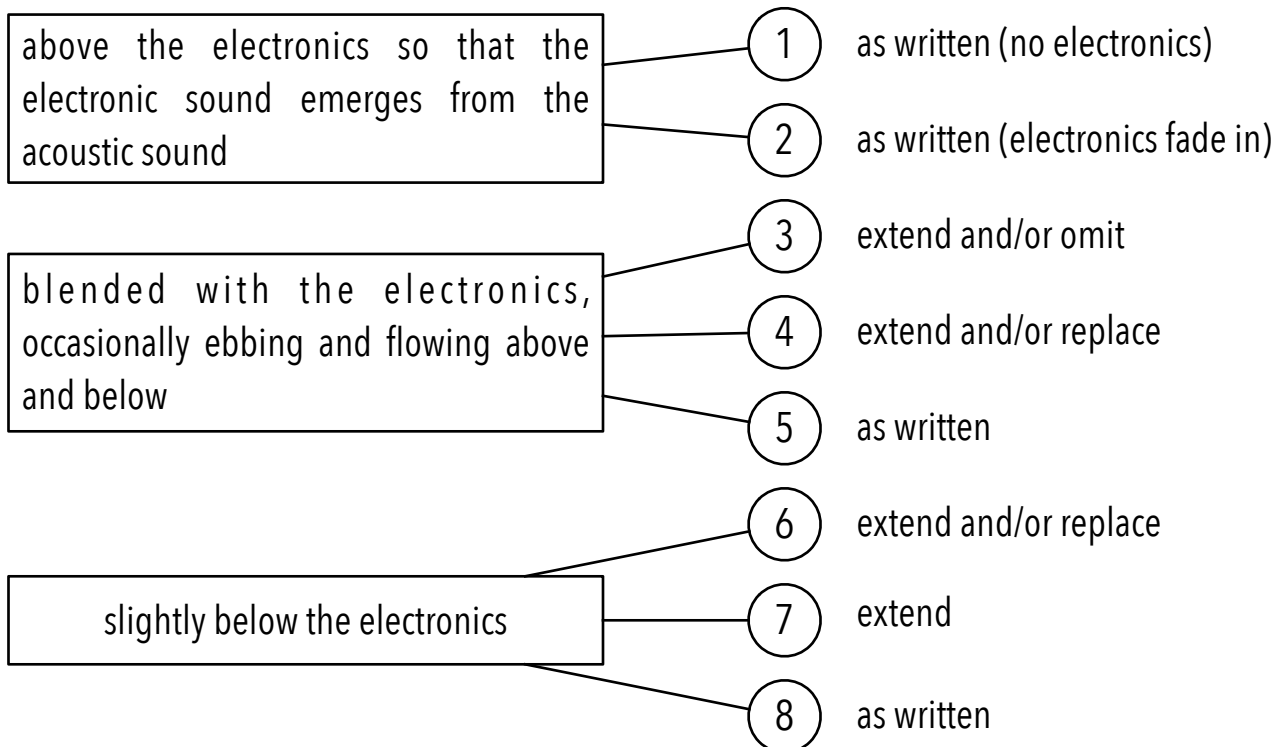 above the electronics so that the
electronic sound emerges from the
acoustic sound
1 as written (no electronics)
2 as written (electronics fade in)
blended with the electronics,
occasionally ebbing and flowing above
and below
3 extend and/or omit
4 extend and/or replace
5 as written
slightly below the electronics
6 extend and/or replace
7 extend
8 as written